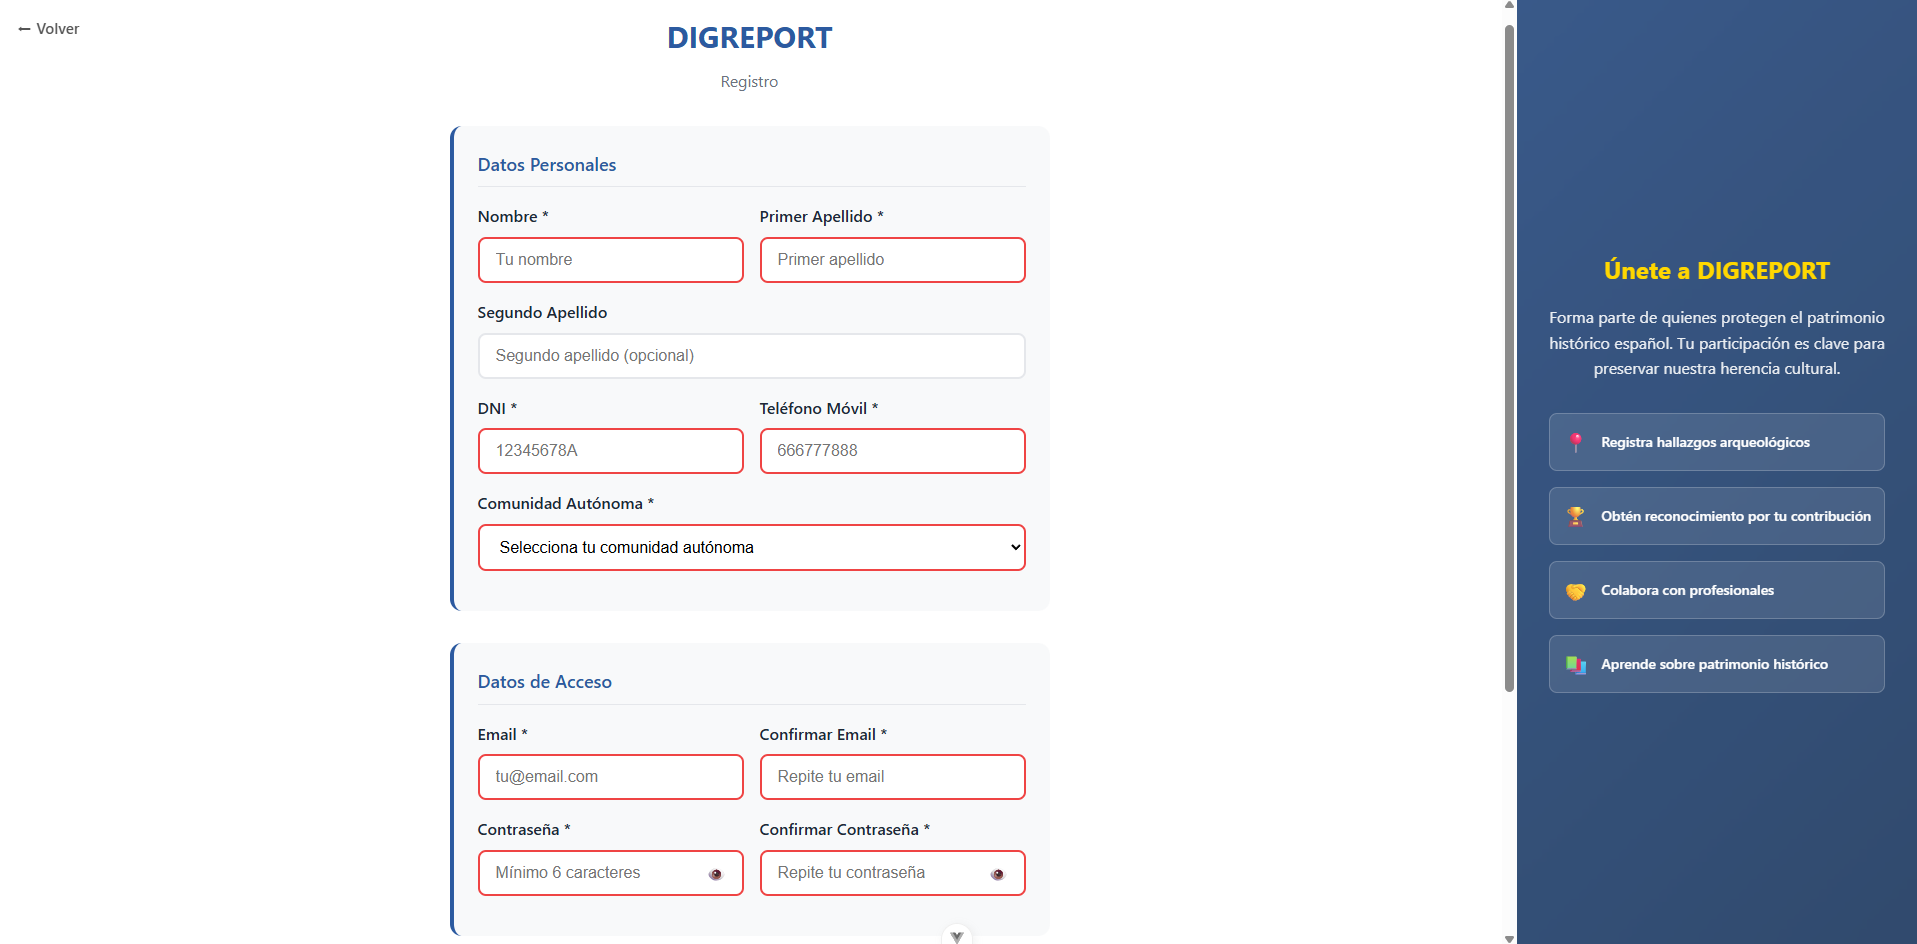 ← Volver
DIGREPORT
Registro
Datos Personales
Nombre *
Primer Apellido *
Tu nombre
Primer apellido
Segundo Apellido
Segundo apellido (opcional)
DNI *
Teléfono Móvil *
12345678A
666777888
Comunidad Autónoma *
Selecciona tu comunidad autónoma
Datos de Acceso
Email *
Confirmar Email *
tu@email.com
Repite tu email
Contraseña *
Confirmar Contraseña *
Mínimo 6 caracteres
Repite tu contraseña
Únete a DIGREPORT
Forma parte de quienes protegen el patrimonio
histórico español. Tu participación es clave para
preservar nuestra herencia cultural.
Registra hallazgos arqueológicos
Obtén reconocimiento por tu contribución
Colabora con profesionales
Aprende sobre patrimonio histórico